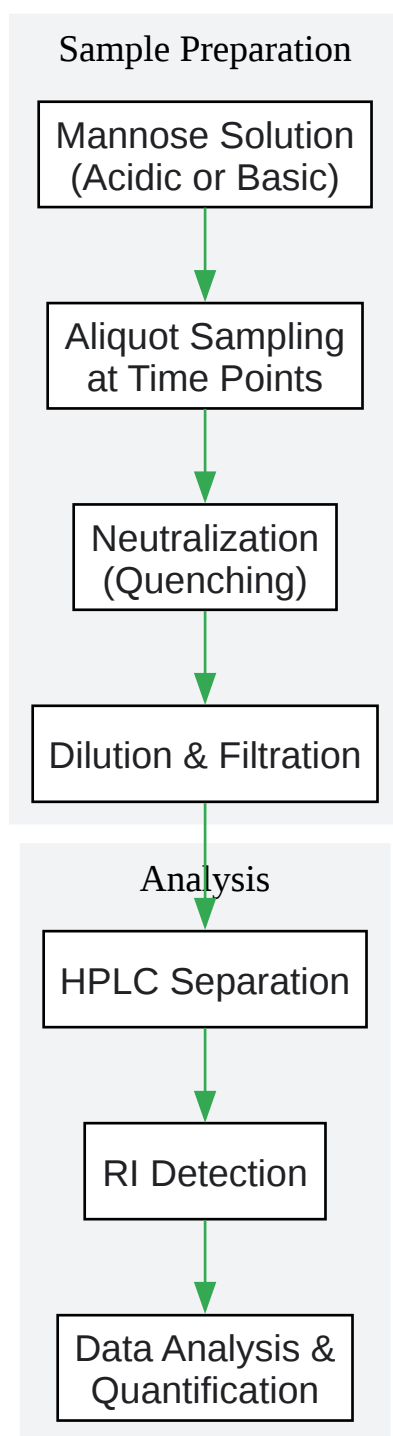 Sample Preparation
Mannose Solution
(Acidic or Basic)
Aliquot Sampling
at Time Points
Neutralization
(Quenching)
Dilution & Filtration
Analysis
HPLC Separation
RI Detection
Data Analysis &
Quantification